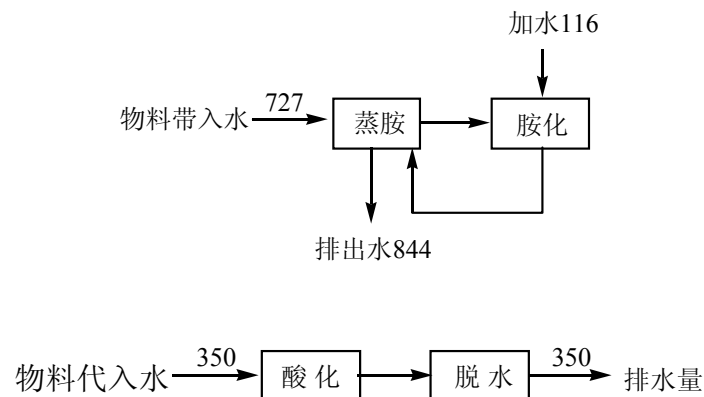 加水116
727
物料带入水
蒸胺
胺化
排出水844
350
350
物料代入水
酸化
脱水
排水量